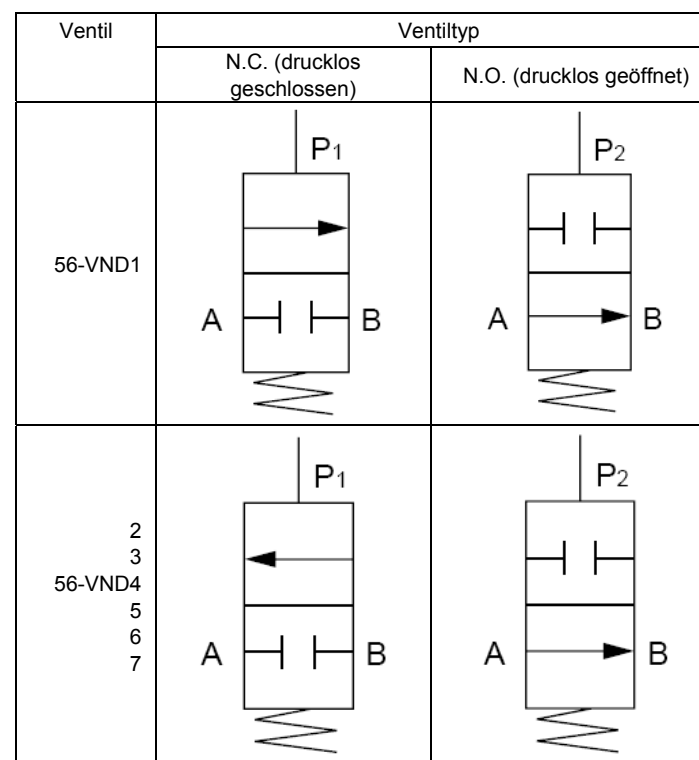 Ventil
Ventiltyp
N.C. (drucklos
geschlossen)
N.O. (drucklos geöffnet)
56-VND1
P1
A
B
P2
A
B
2
3
56-VND4
5
6
7
P1
A
B
P2
A
B